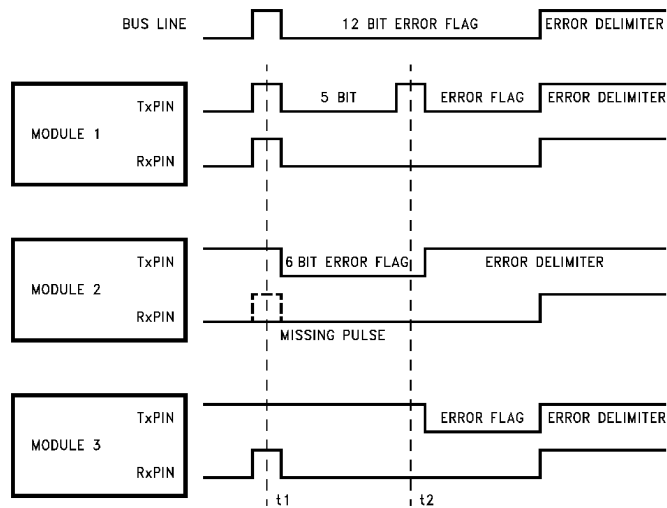 BUS LINE
12 BIT ERROR FLAG
ERROR DELIMITER
MODULE 1
TxPIN
RxPIN
5 BIT
ERROR FLAG
ERROR DELIMITER
MODULE 2
TxPIN
RxPIN
6 BIT ERROR FLAG
ERROR DELIMITER
MISSING PULSE
MODULE 3
TxPIN
RxPIN
ERROR FLAG
ERROR DELIMITER
t1
t2